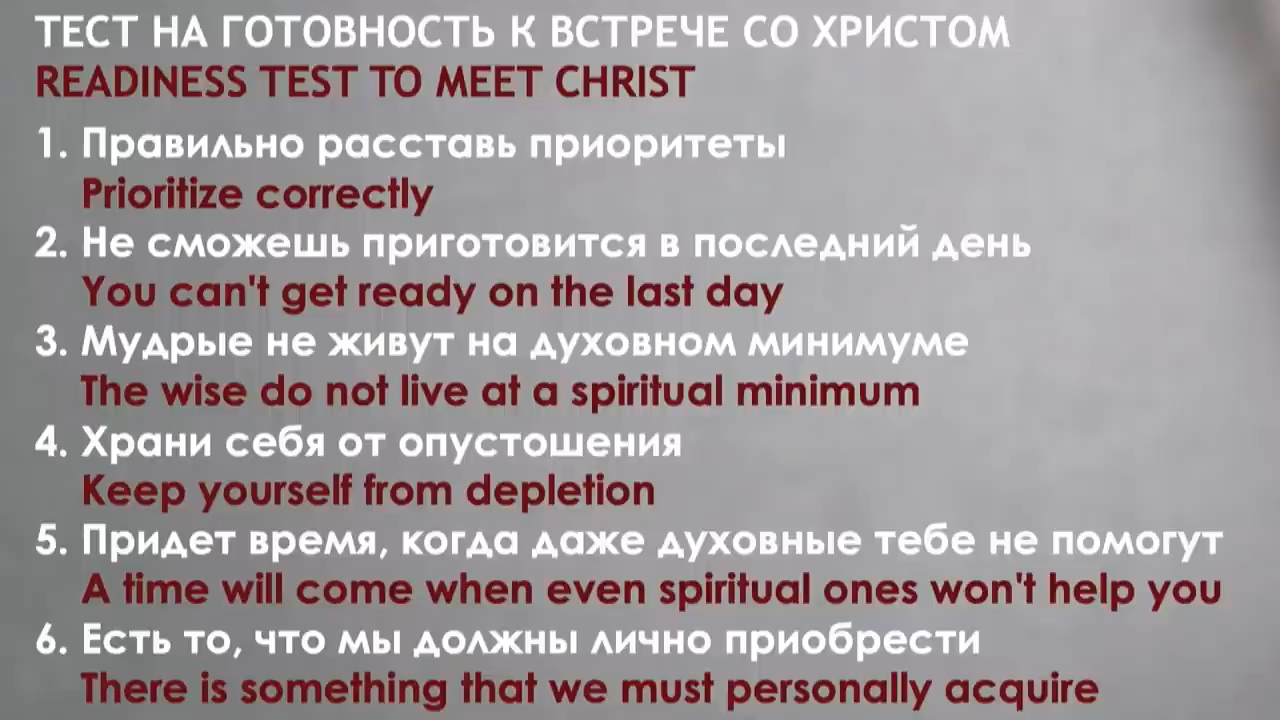 ТЕСТ НА ГОТОВНОСТЬ К ВСТРЕЧЕ СО ХРИСТОМ
READINESS TEST TO MEET CHRIST
1. Правильно расставь приоритеты
Prioritize correctly
2. Не сможешь приготовится в последний день
You can't get ready on the last day
3. Мудрые не живут на духовном минимуме
The wise do not live at a spiritual minimum
4. Храни себя от опустошения
Keep yourself from depletion
5. Придет время, когда даже духовные тебе не помогут
A time will come when even spiritual ones won't help you
6. Есть то, что мы должны лично приобрести
There is something that we must personally acquire